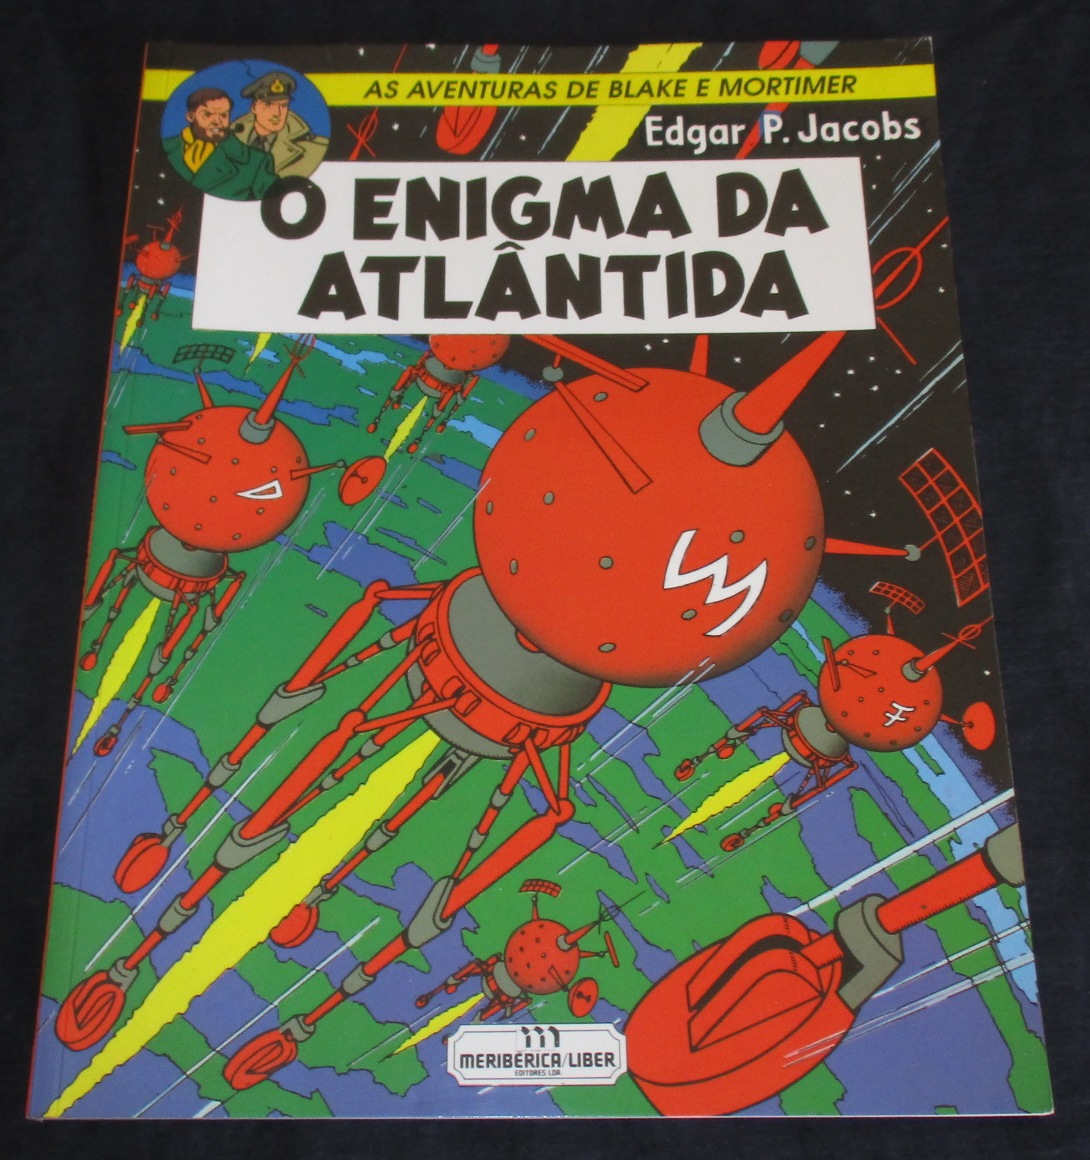 AS AVENTURAS DE BLAKE E MORTIMER
Edgar P. Jacobs
O ENIGMA DA
ATLÂNTIDA
MERIBÉRICA/LIBER
EDITORES, LDA.